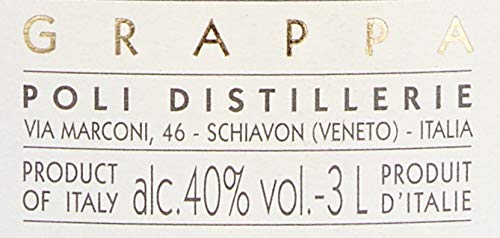 GRAPPA
POLI DISTILLERIE
VIA MARCONI, 46 - SCHIAVON (VENETO) - ITALIA
PRODUCT OF ITALY
alc.40% vol.-3 L
PRODUIT D'ITALIE